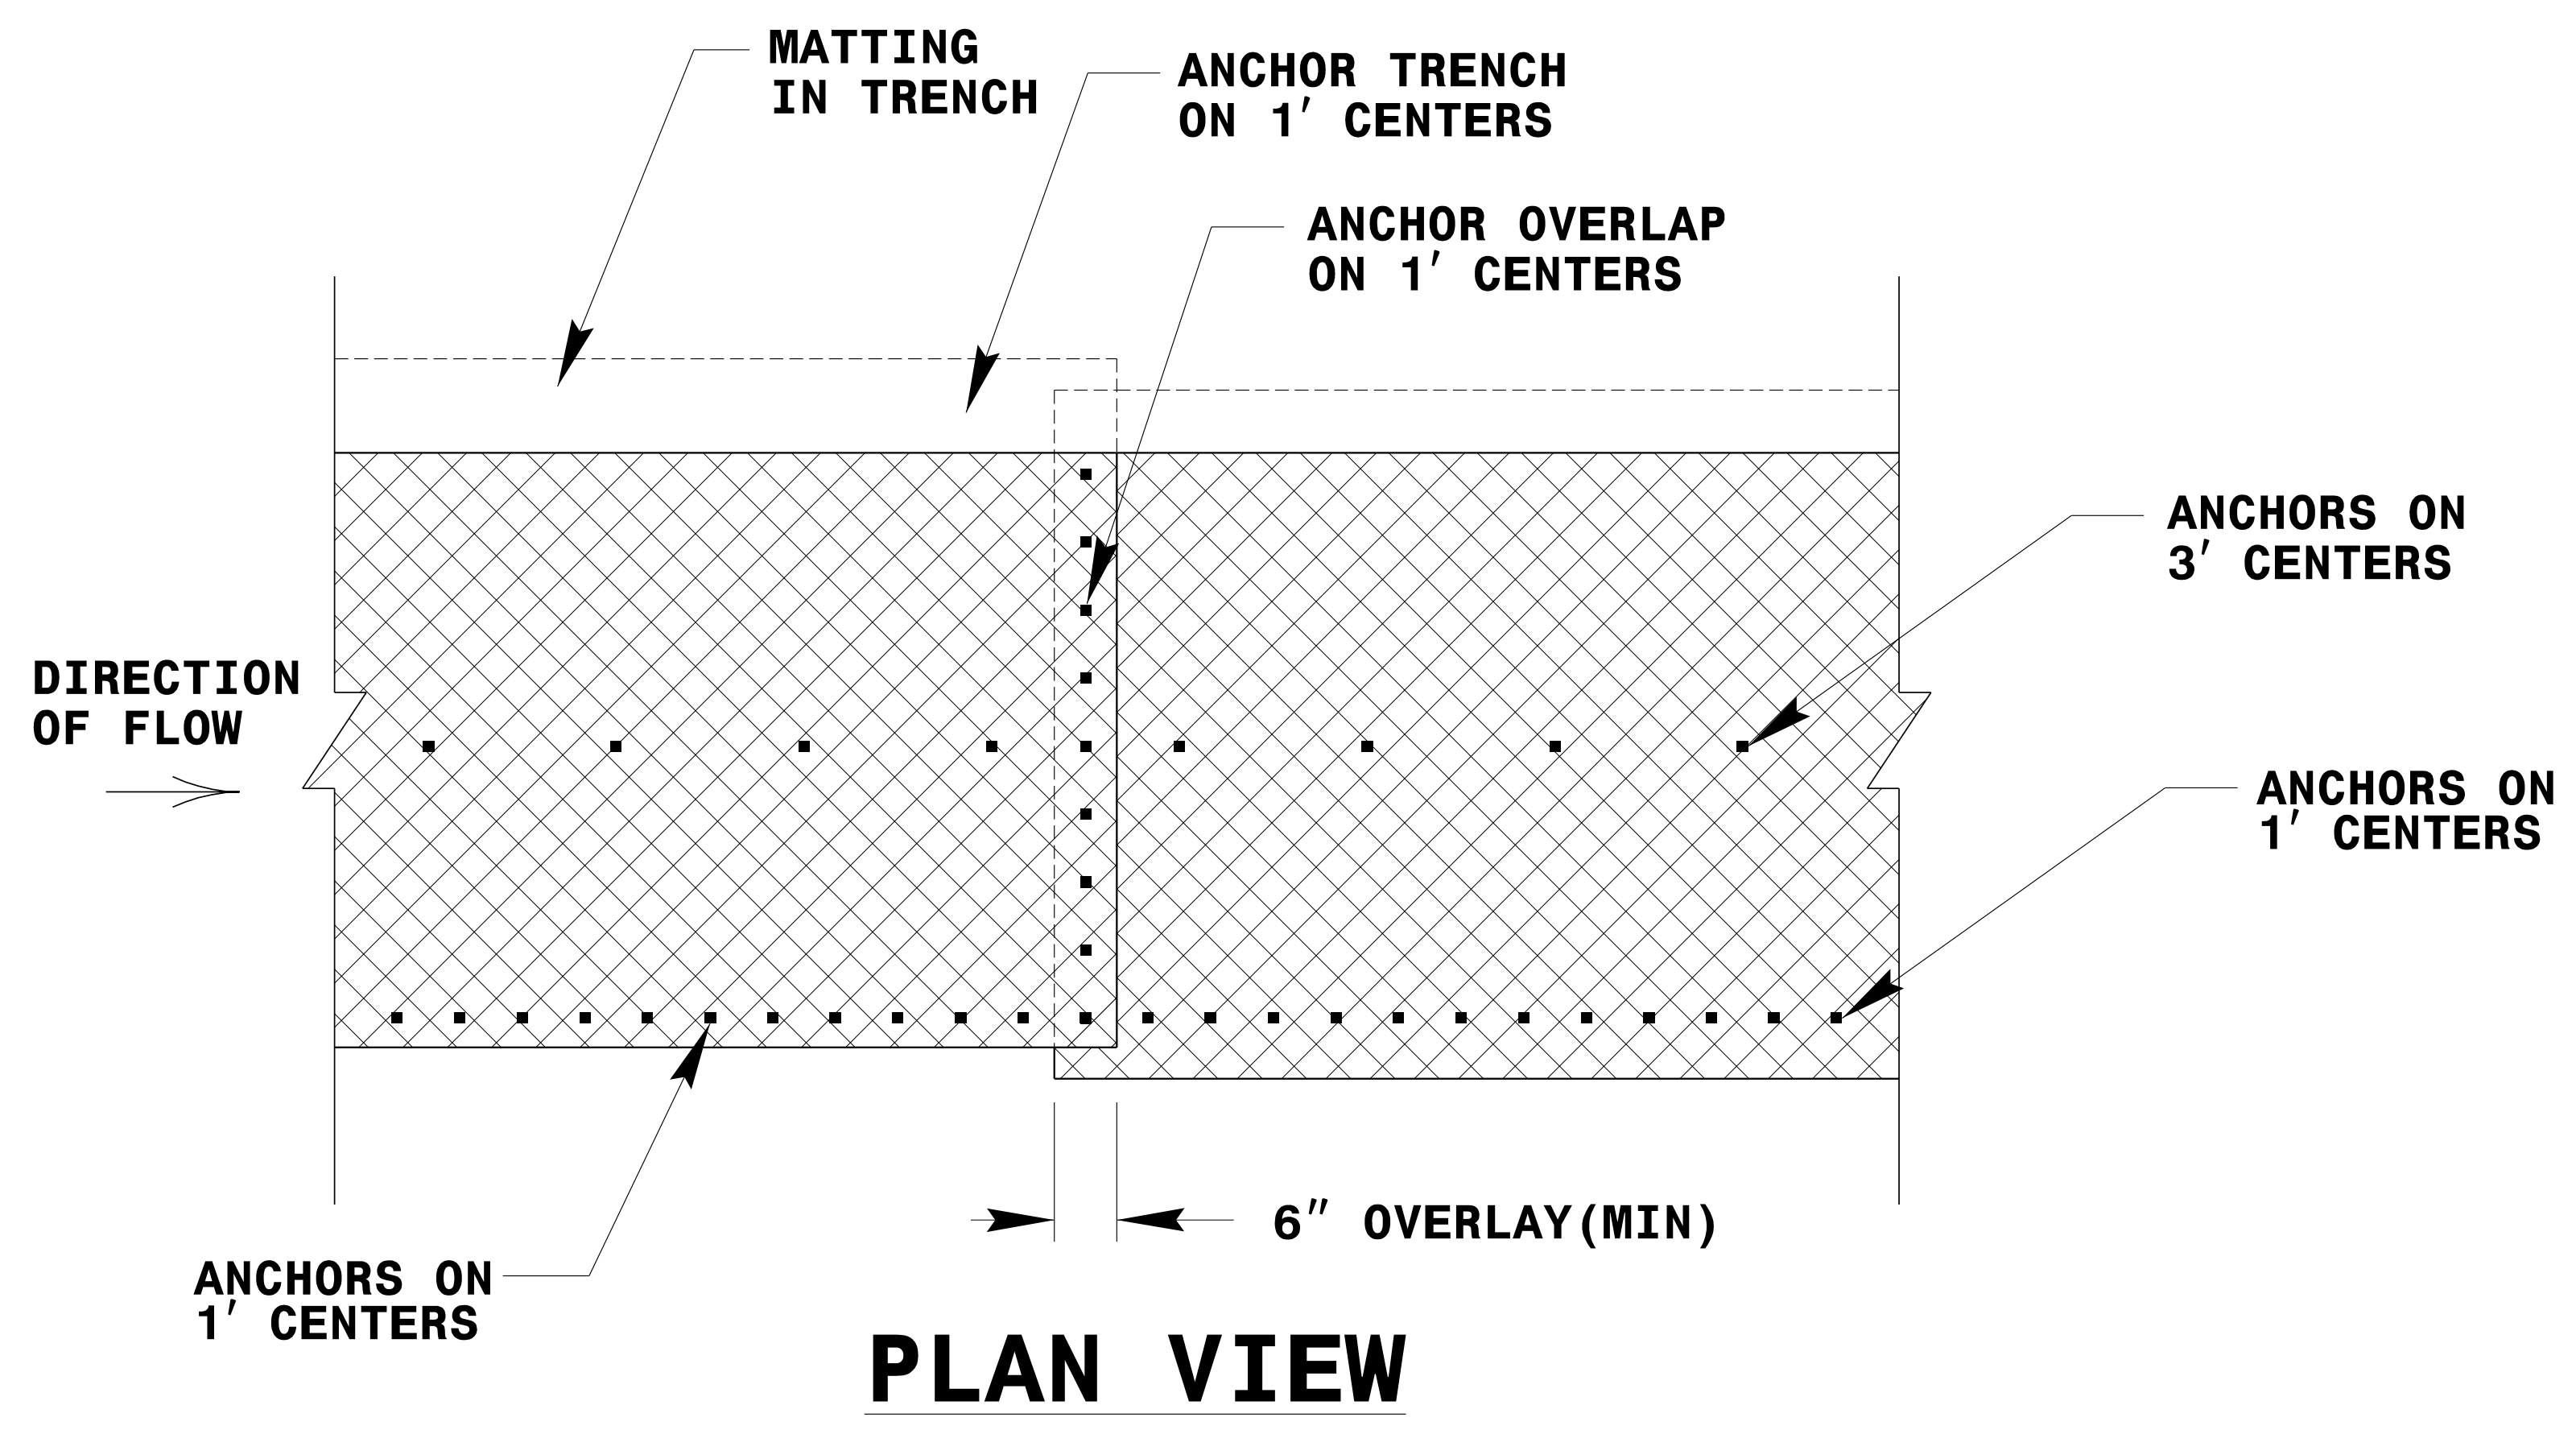 MATTING
IN TRENCH
ANCHOR TRENCH
ON 1' CENTERS
ANCHOR OVERLAP
ON 1' CENTERS
ANCHORS ON
3' CENTERS
DIRECTION
OF FLOW
ANCHORS ON
1' CENTERS
6" OVERLAY(MIN)
ANCHORS ON
1' CENTERS
PLAN VIEW